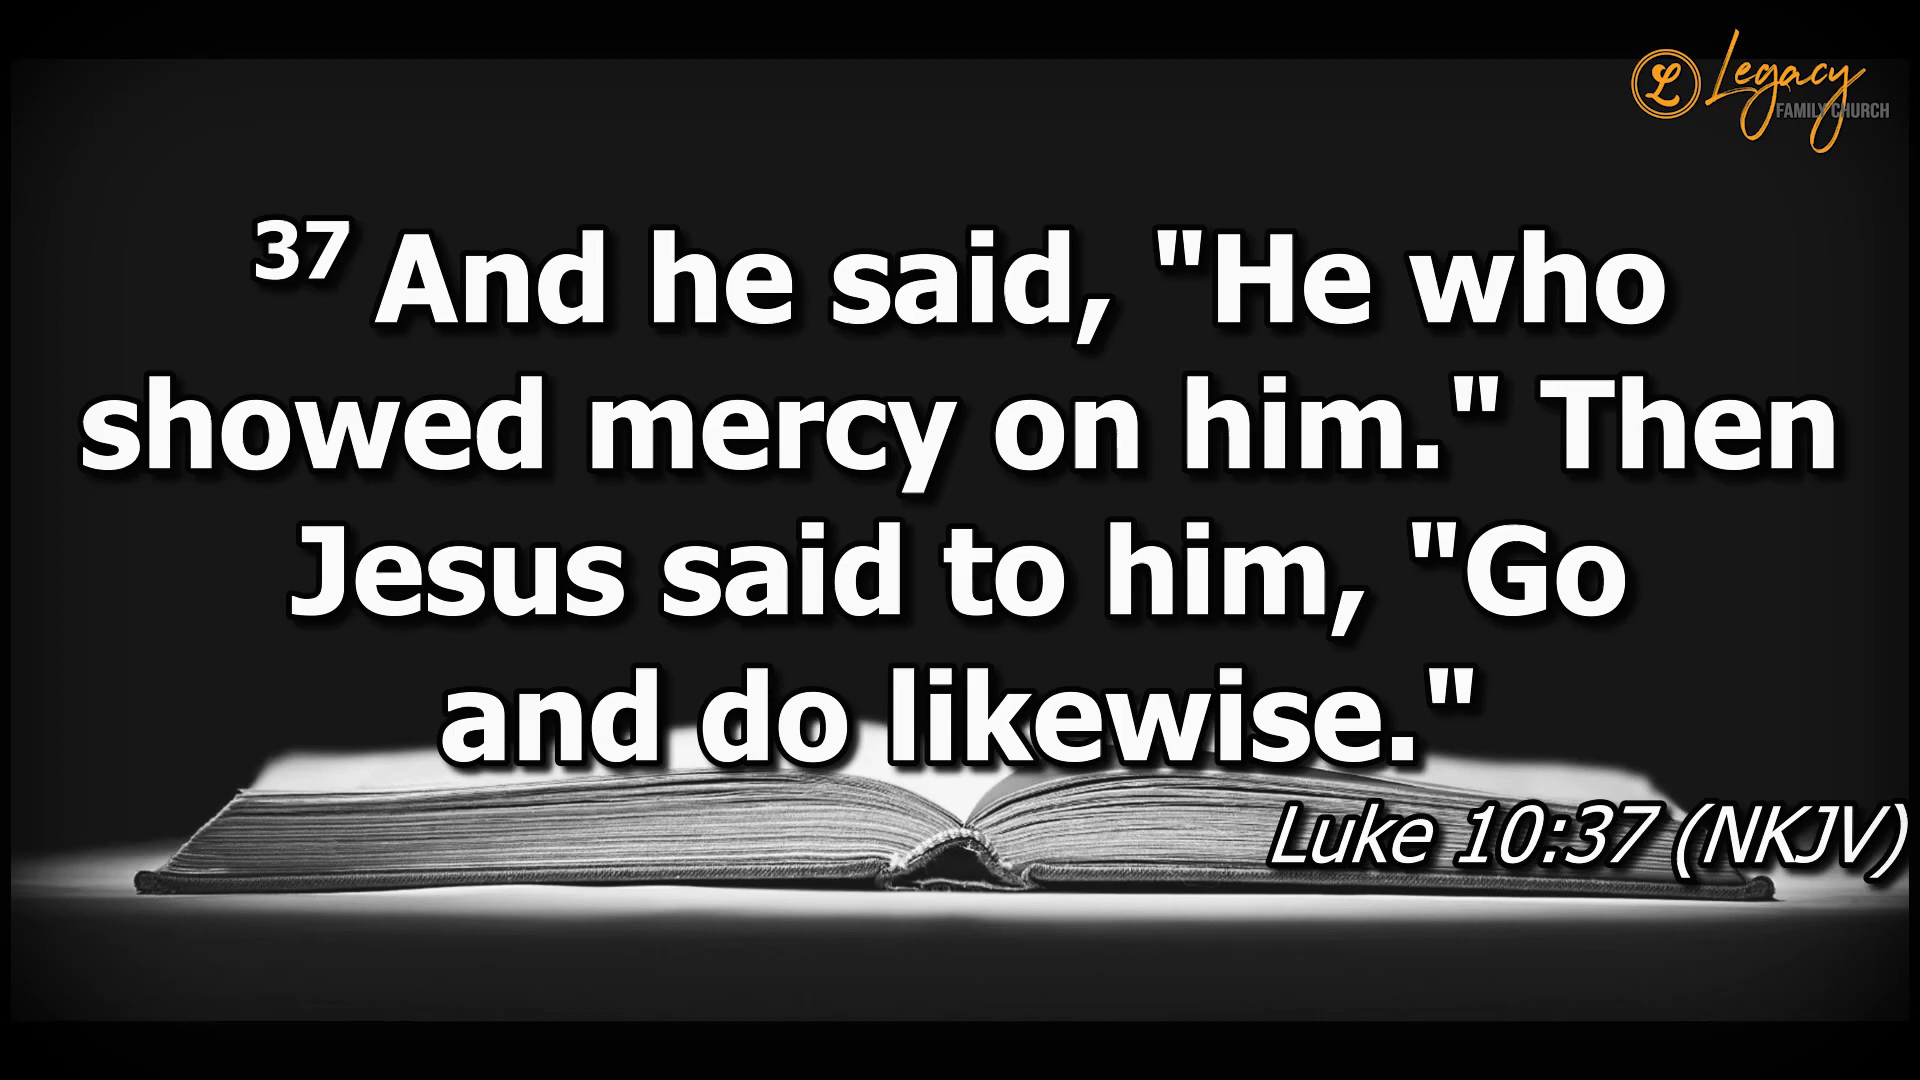 L Legacy
FAMILY CHURCH
37 And he said, "He who
showed mercy on him." Then
Jesus said to him, "Go
and do likewise."
Luke 10:37 (NKJV)